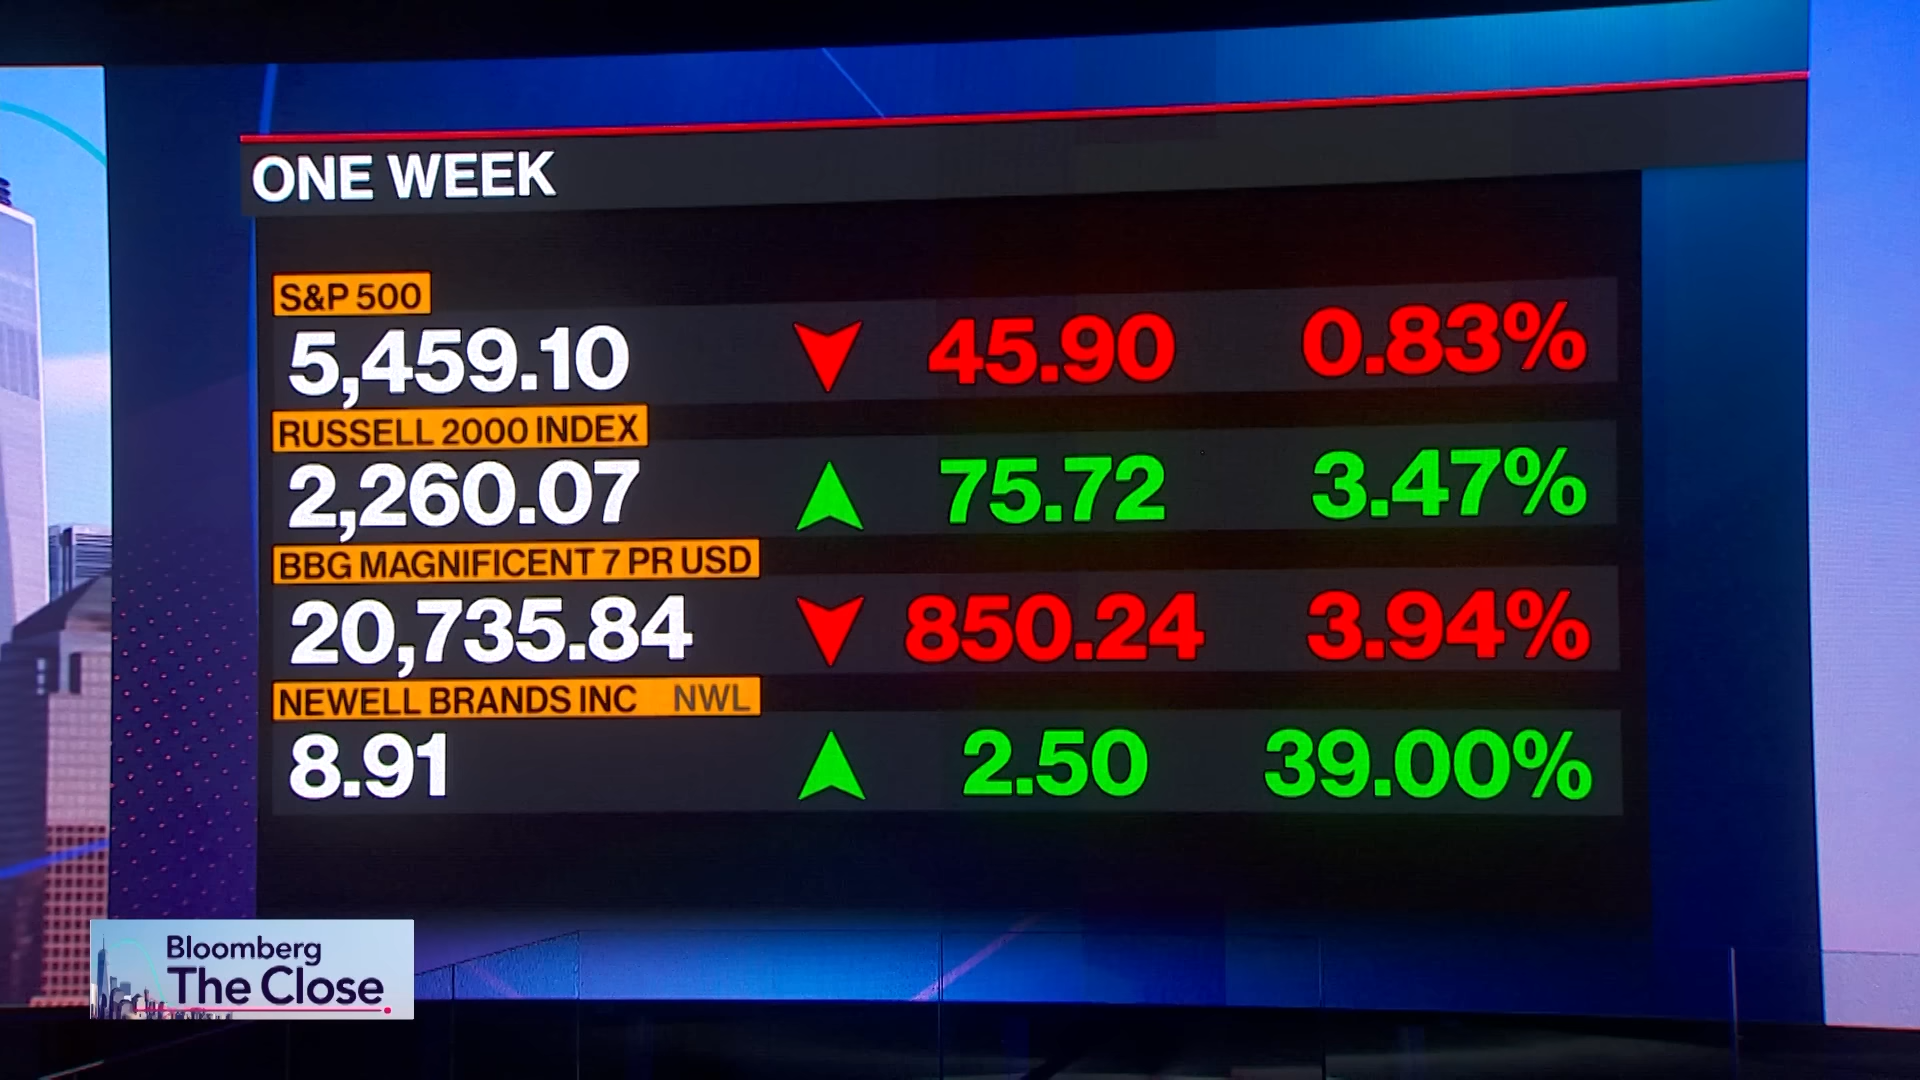 ONE WEEK
S&P 500
5,459.10 45.90 0.83%
RUSSELL 2000 INDEX
2,260.07 75.72 3.47%
BBG MAGNIFICENT 7 PR USD
20,735.84 850.24 3.94%
NEWELL BRANDS INC NWL
8.91 2.50 39.00%
Bloomberg
The Close